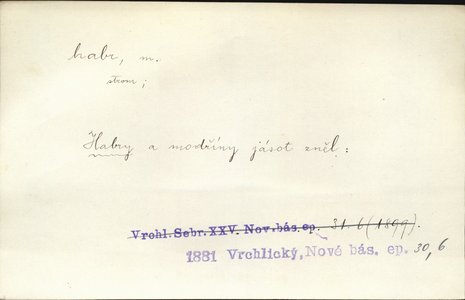 habr, m.
strom;
Habry a modříny jásot zněl:
Vrchl. Sebr. XXV. Nov. bás. ep. 31.6 (1899).
1881 Vrchlický, Nové bás. ep. 30,6